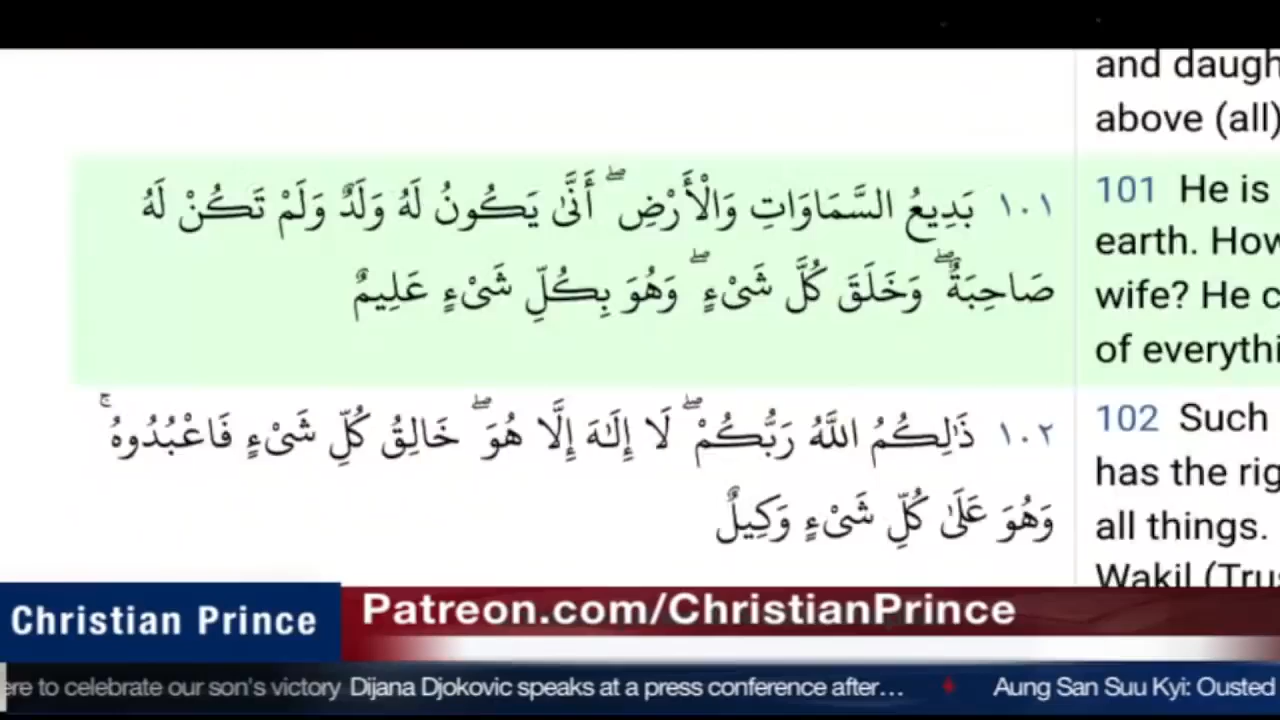 and daugh
above (all)
١٠١ بَدِيعُ السَّمَاوَاتِ وَالْأَرْضِ ۖ أَنَّىٰ يَكُونُ لَهُ وَلَدٌ وَلَمْ تَكُنْ لَهُ
صَاحِبَةٌ ۖ وَخَلَقَ كُلَّ شَىْءٍ ۖ وَهُوَ بِكُلِّ شَىْءٍ عَلِيمٌ
101 He is
earth. How
wife? He c
of everythi
١٠٢ ذَٰلِكُمُ اللَّهُ رَبُّكُمْ ۖ لَا إِلَـٰهَ إِلَّا هُوَ ۖ خَالِقُ كُلِّ شَىْءٍ فَاعْبُدُوهُ ۚ
وَهُوَ عَلَىٰ كُلِّ شَىْءٍ وَكِيلٌ
102 Such
has the rig
all things.
Wakil (Tru
Christian Prince
Patreon.com/ChristianPrince
ere to celebrate our son's victory Dijana Djokovic speaks at a press conference after... Aung San Suu Kyi: Ousted